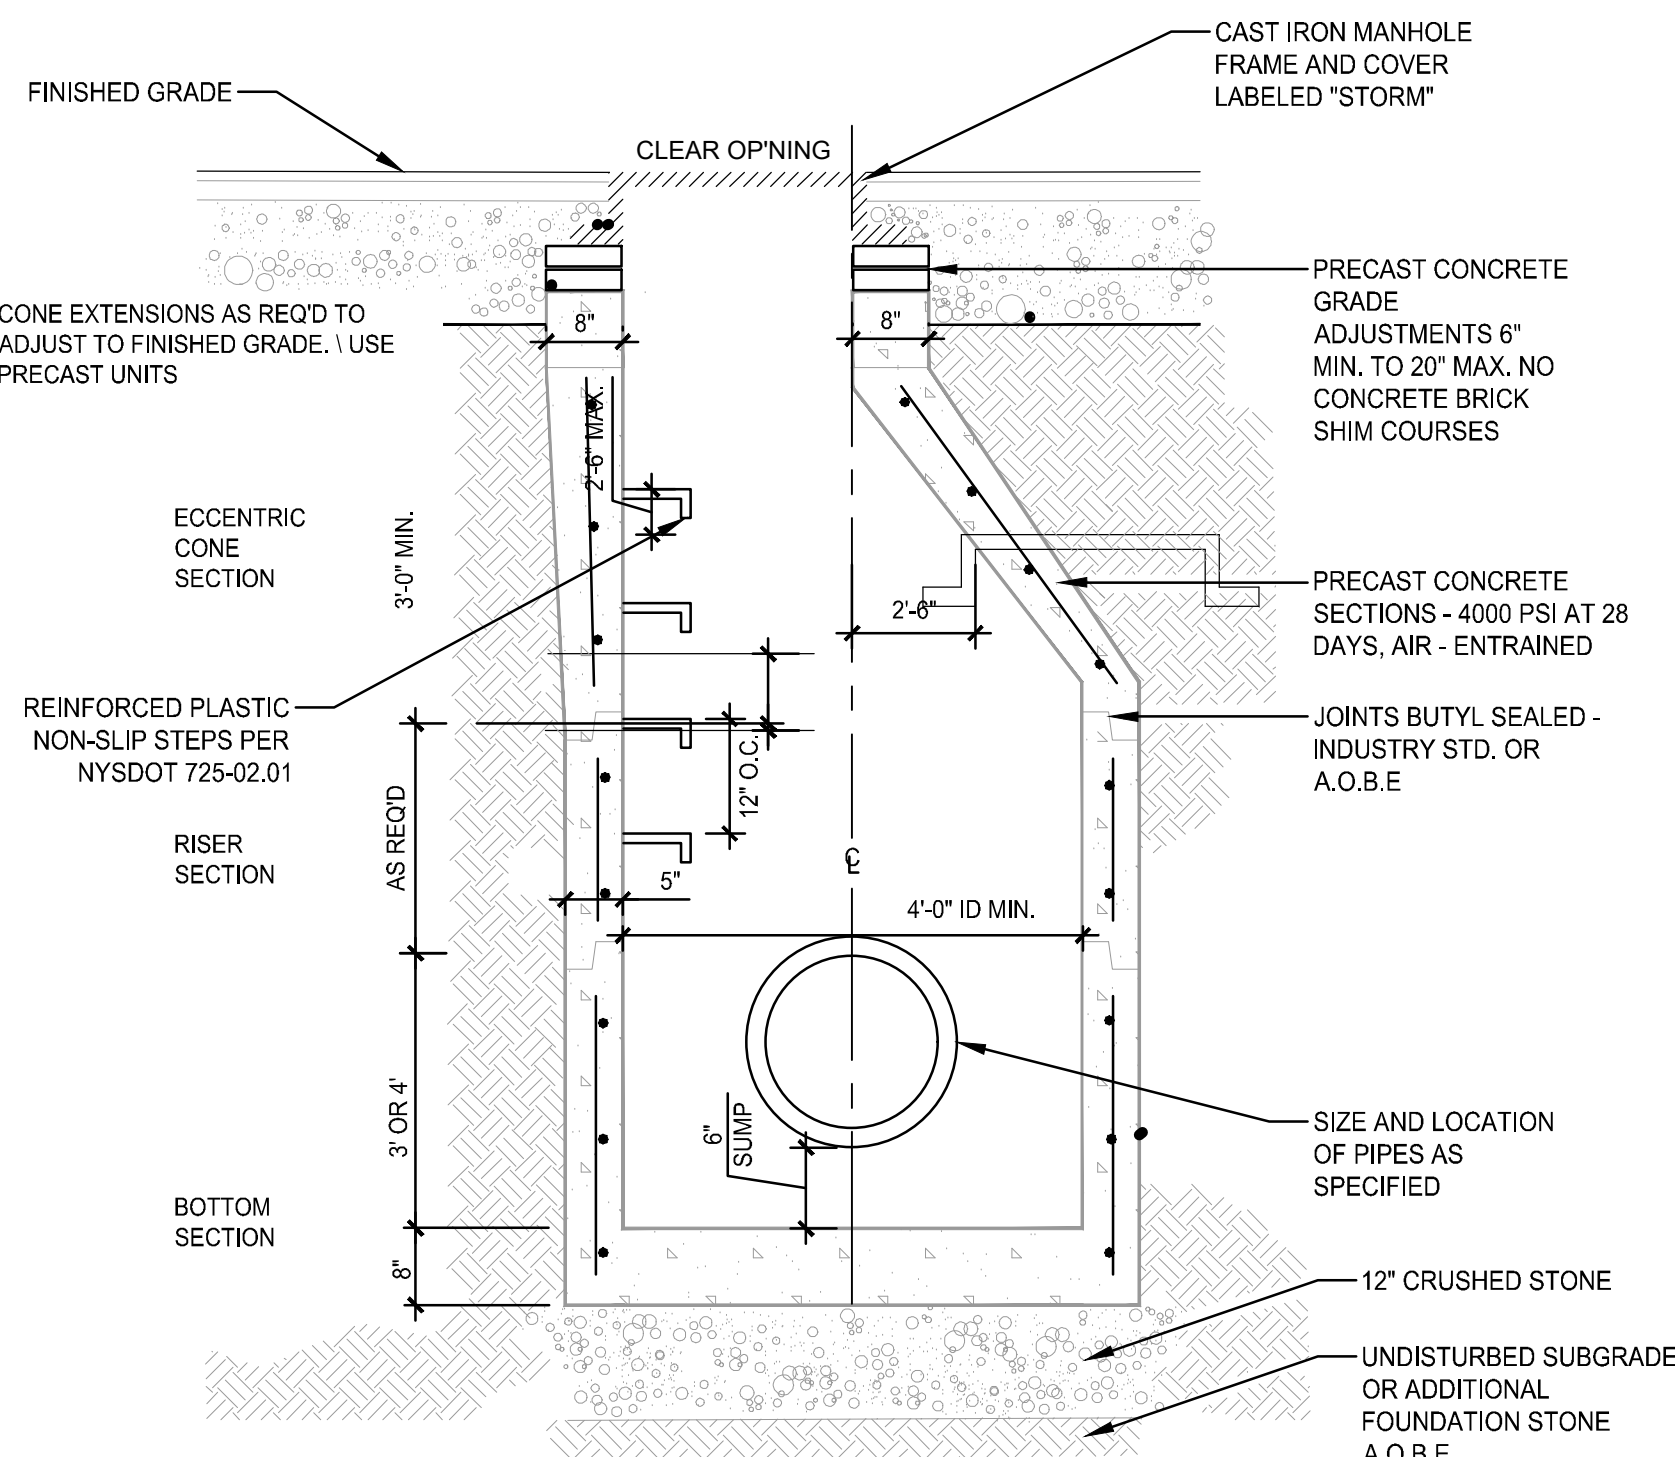 CAST IRON MANHOLE
FRAME AND COVER
LABELED "STORM"
FINISHED GRADE
CLEAR OP'NING
PRECAST CONCRETE
GRADE
ADJUSTMENTS 6"
MIN. TO 20" MAX. NO
CONCRETE BRICK
SHIM COURSES
CONE EXTENSIONS AS REQ'D TO
ADJUST TO FINISHED GRADE. \ USE
PRECAST UNITS
8"
8"
2'-6" MAX.
ECCENTRIC
CONE
SECTION
3'-0" MIN.
2'-6"
PRECAST CONCRETE
SECTIONS - 4000 PSI AT 28
DAYS, AIR - ENTRAINED
REINFORCED PLASTIC
NON-SLIP STEPS PER
NYSDOT 725-02.01
JOINTS BUTYL SEALED -
INDUSTRY STD. OR
A.O.B.E
12" O.C.
AS REQ'D
RISER
SECTION
5"
CL
4'-0" ID MIN.
3' OR 4'
6"
SUMP
SIZE AND LOCATION
OF PIPES AS
SPECIFIED
BOTTOM
SECTION
8"
12" CRUSHED STONE
UNDISTURBED SUBGRADE
OR ADDITIONAL
FOUNDATION STONE
A.O.B.E